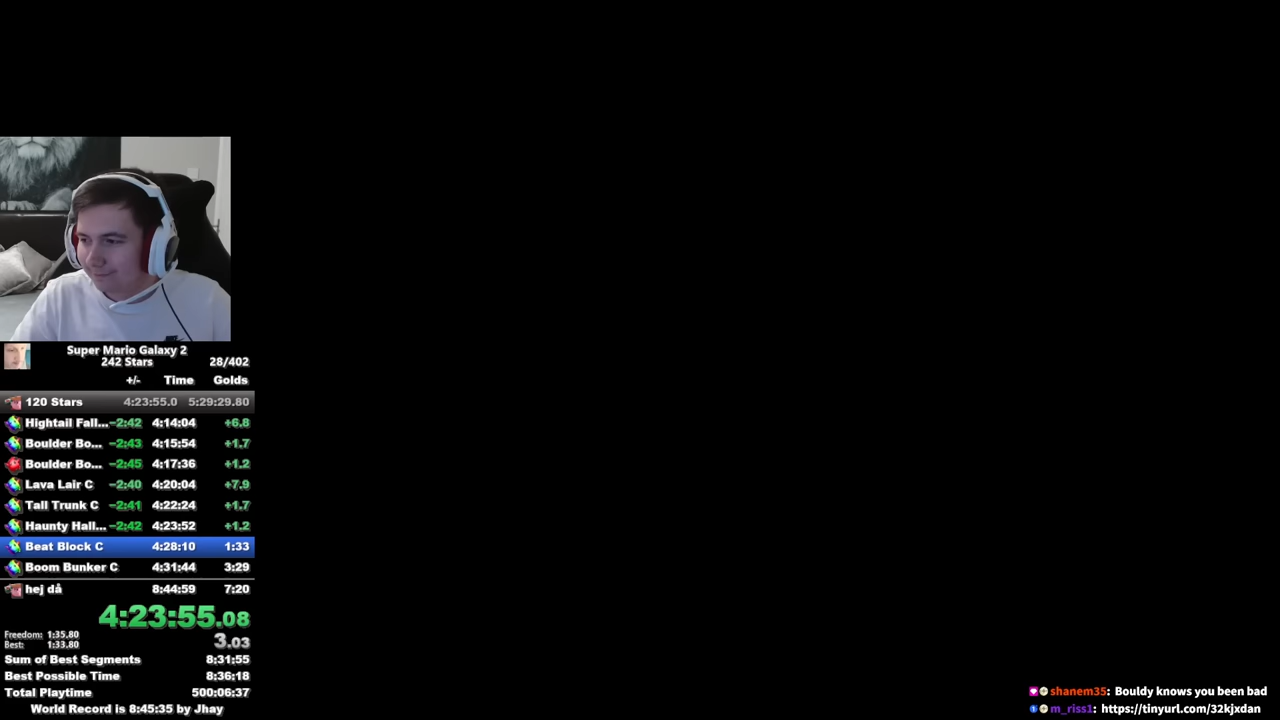 Super Mario Galaxy 2
242 Stars 28/402
+/- Time Golds
120 Stars 4:23:55.0 5:29:29.80
Hightail Fall... −2:42 4:14:04 +6.8
Boulder Bo... −2:43 4:15:54 +1.7
Boulder Bo... −2:45 4:17:36 +1.2
Lava Lair C −2:40 4:20:04 +7.9
Tall Trunk C −2:41 4:22:24 +1.7
Haunty Hall... −2:42 4:23:52 +1.2
Beat Block C 4:28:10 1:33
Boom Bunker C 4:31:44 3:29
hej då 8:44:59 7:20
4:23:55.08
Freedom: 1:35.80
Best: 1:33.80
3.03
Sum of Best Segments 8:31:55
Best Possible Time 8:36:18
Total Playtime 500:06:37
World Record is 8:45:35 by Jhay
shanem35: Bouldy knows you been bad
m_riss1: https://tinyurl.com/32kjxdan